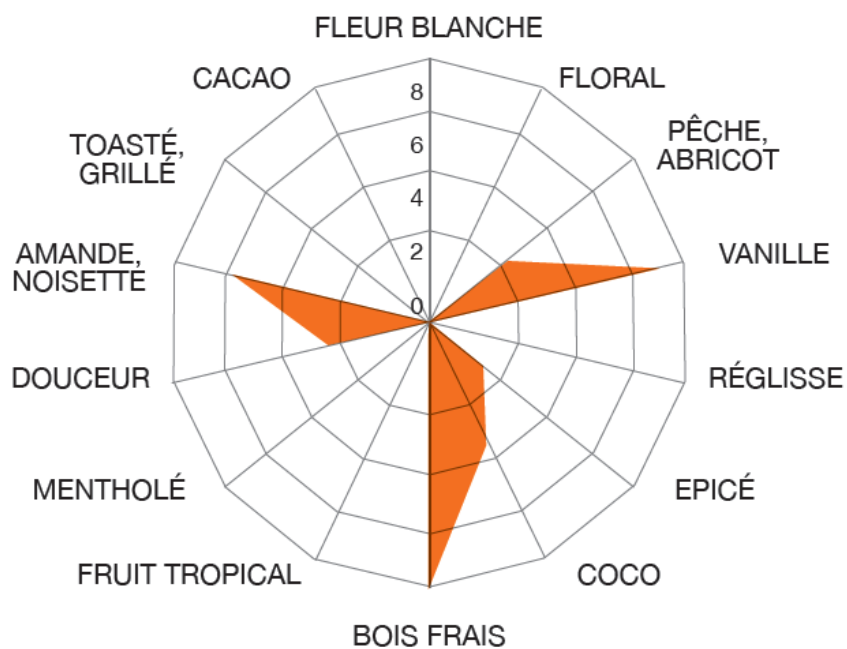 FLEUR BLANCHE
CACAO
FLORAL
8
TOASTÉ,
GRILLÉ
PÊCHE,
ABRICOT
6
4
AMANDE,
NOISETTE
2
VANILLE
0
DOUCEUR
RÉGLISSE
MENTHOLÉ
EPICÉ
FRUIT TROPICAL
COCO
BOIS FRAIS